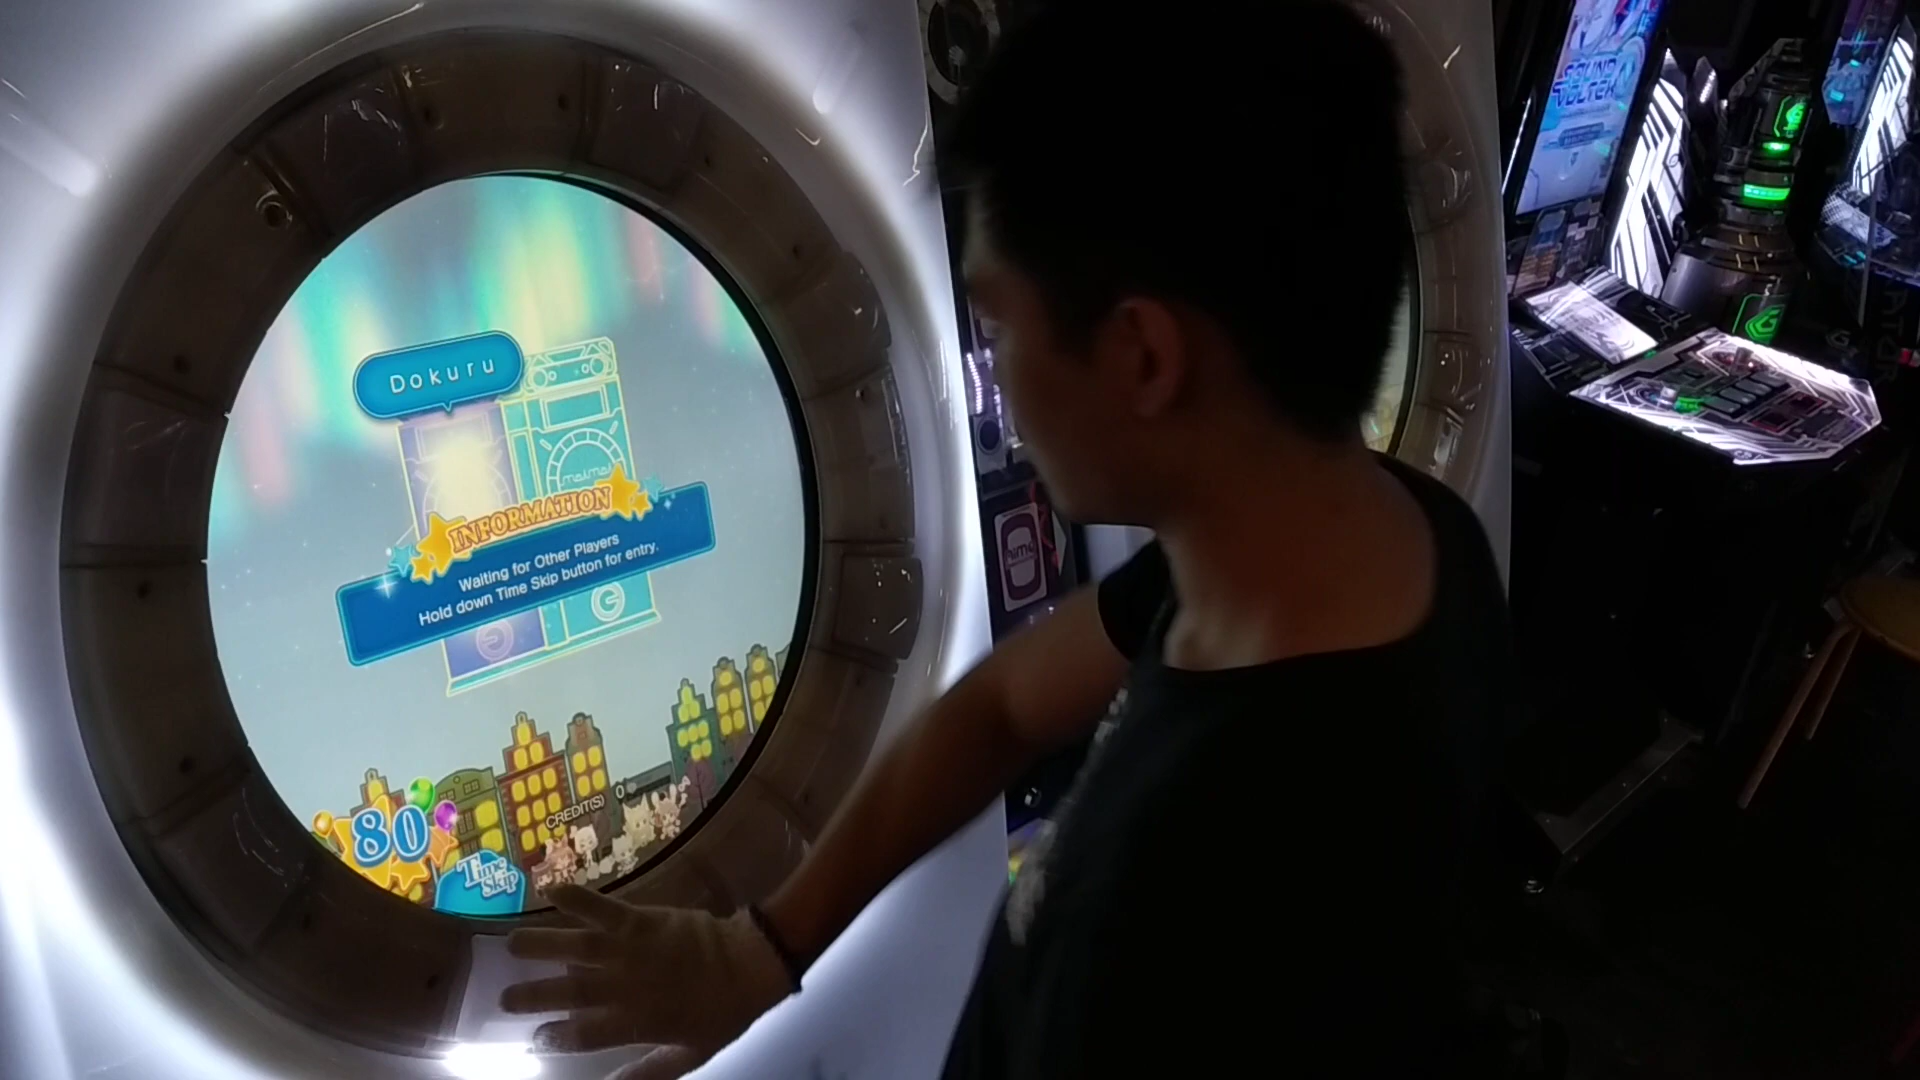 Dokuru
maimai
INFORMATION
Waiting for Other Players
Hold down Time Skip button for entry.
CREDIT(S) 0
80
Time
Skip
SOUND
VOLTEX